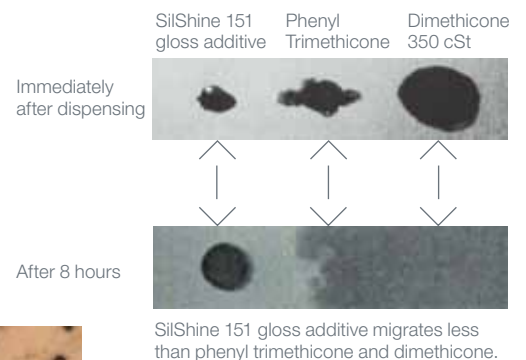 SilShine 151
gloss additive
Phenyl
Trimethicone
Dimethicone
350 cSt
Immediately
after dispensing
After 8 hours
SilShine 151 gloss additive migrates less
than phenyl trimethicone and dimethicone.